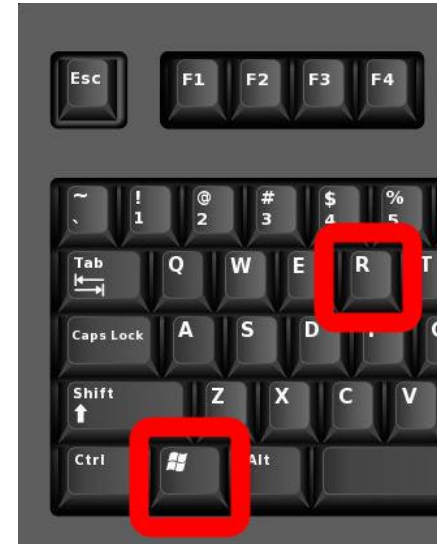 Esc F1 F2 F3 F4
~ ! @ # $ %
` 1 2 3 4 5
Tab Q W E R T
Caps Lock A S D
Shift Z X C V
Ctrl Alt